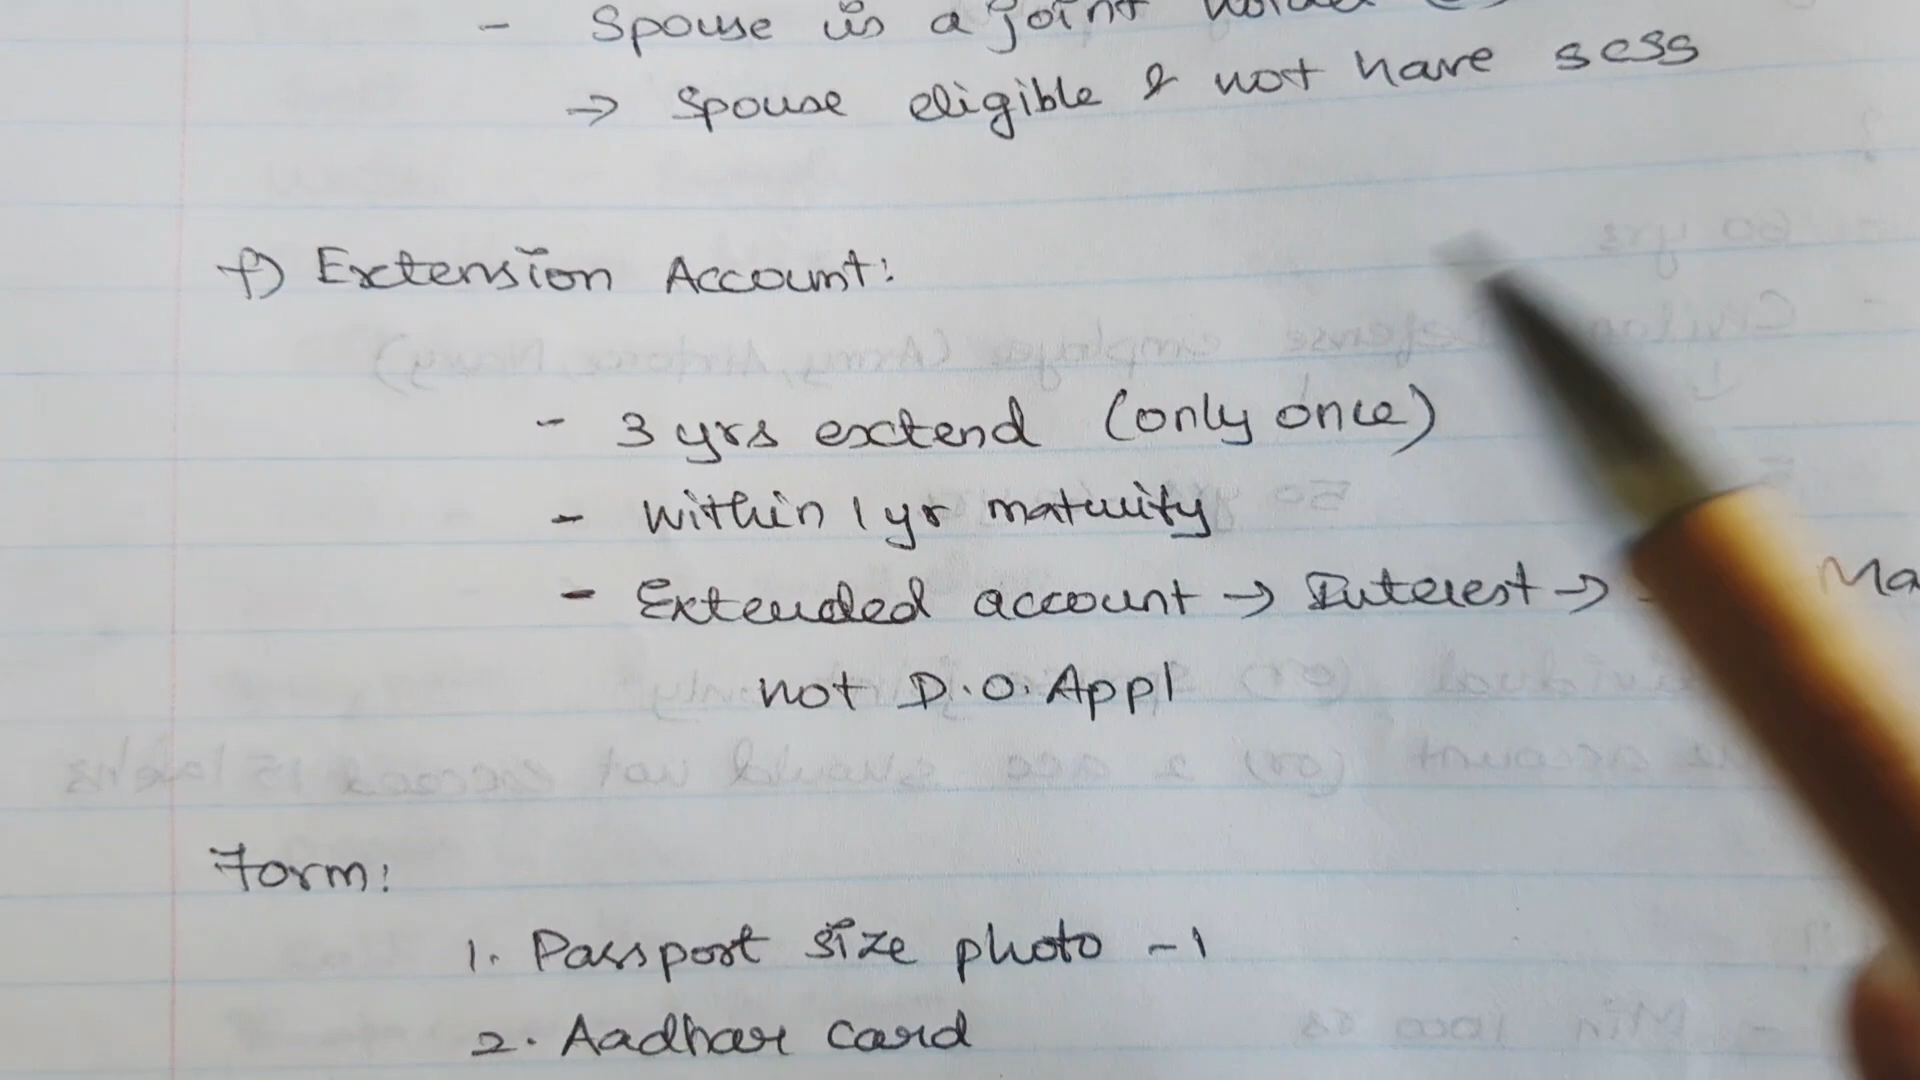 - Spouse is a joint
→ Spouse eligible & not have scss
f) Extension Account:
- 3 yrs extend (only once)
- within 1 yr maturity
- Extended account → Interest → Ma
not D.O. Appl
Form:
1. Passport size photo - 1
2. Aadhar card